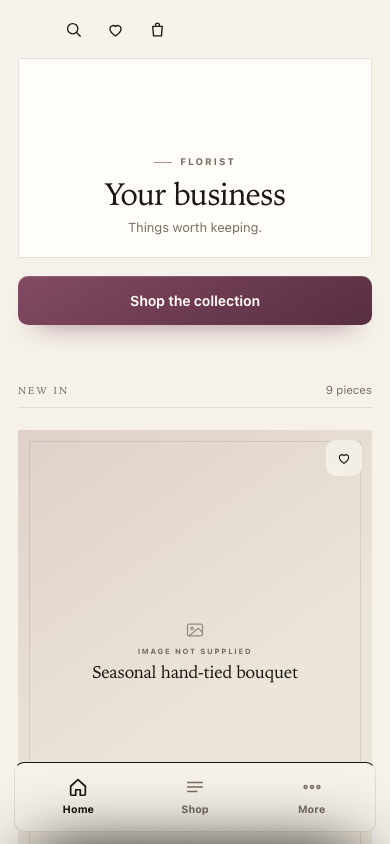 FLORIST
Your business
Things worth keeping.
Shop the collection
NEW IN
9 pieces
IMAGE NOT SUPPLIED
Seasonal hand-tied bouquet
Home
Shop
More